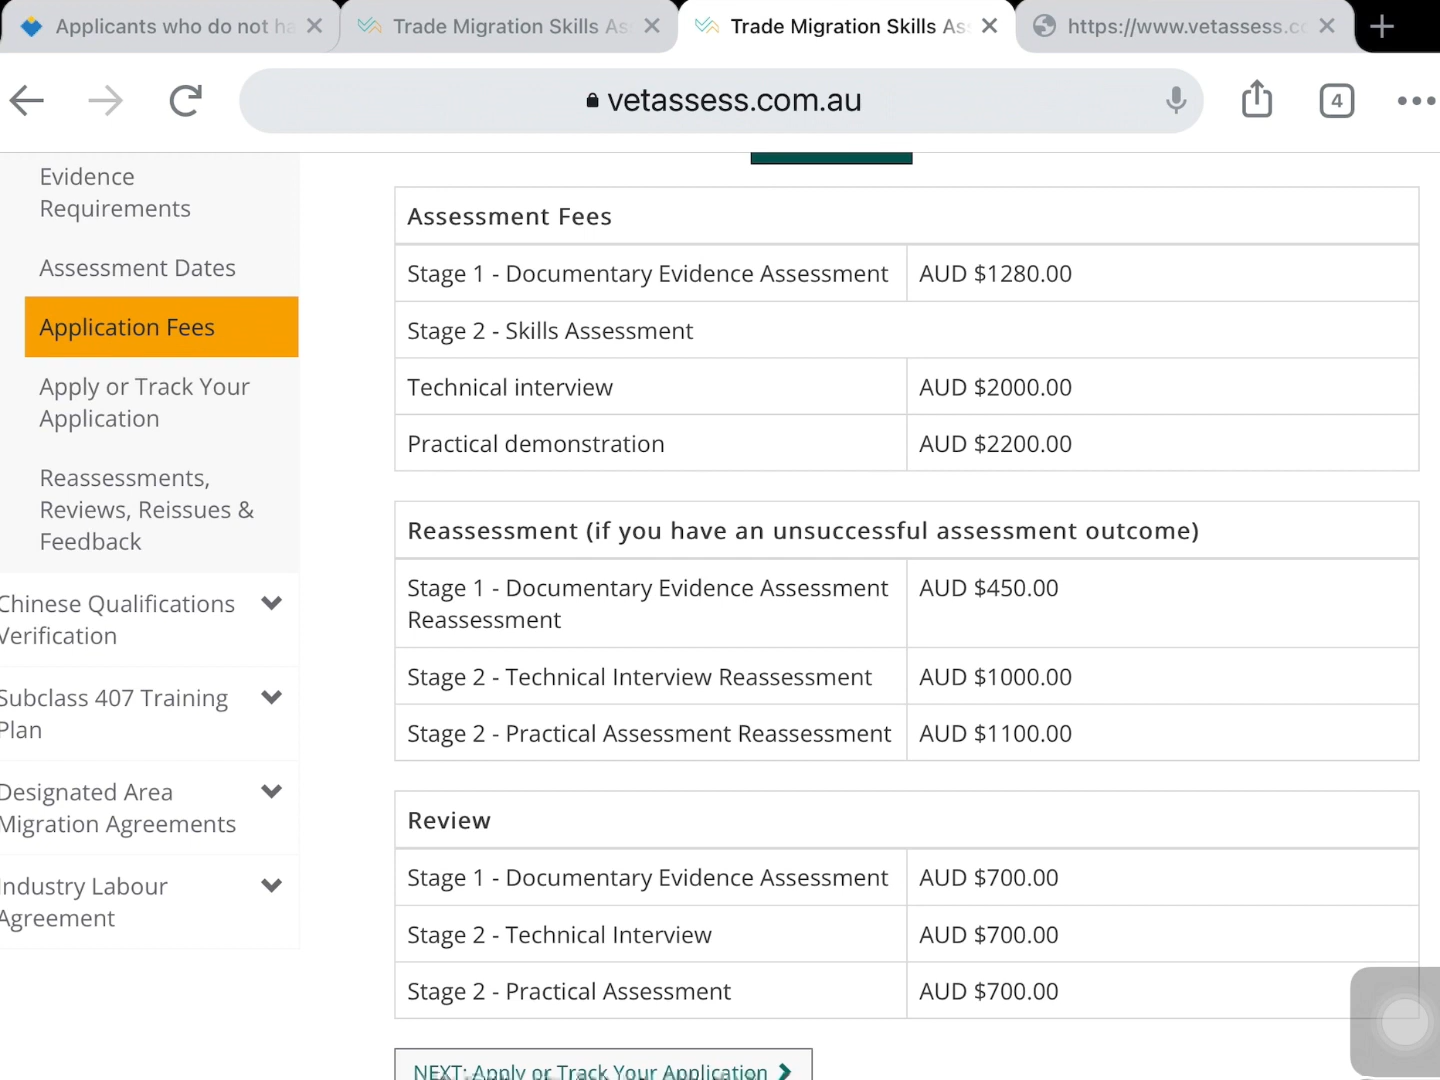 Applicants who do not ha
Trade Migration Skills As
Trade Migration Skills Ass
https://www.vetassess.co
vetassess.com.au
4
Evidence
Requirements
Assessment Dates
Application Fees
Apply or Track Your
Application
Reassessments,
Reviews, Reissues &
Feedback
Chinese Qualifications
Verification
Subclass 407 Training
Plan
Designated Area
Migration Agreements
Industry Labour
Agreement
Assessment Fees
Stage 1 - Documentary Evidence Assessment AUD $1280.00
Stage 2 - Skills Assessment
Technical interview AUD $2000.00
Practical demonstration AUD $2200.00
Reassessment (if you have an unsuccessful assessment outcome)
Stage 1 - Documentary Evidence Assessment AUD $450.00
Reassessment
Stage 2 - Technical Interview Reassessment AUD $1000.00
Stage 2 - Practical Assessment Reassessment AUD $1100.00
Review
Stage 1 - Documentary Evidence Assessment AUD $700.00
Stage 2 - Technical Interview AUD $700.00
Stage 2 - Practical Assessment AUD $700.00
NEXT: Apply or Track Your Application